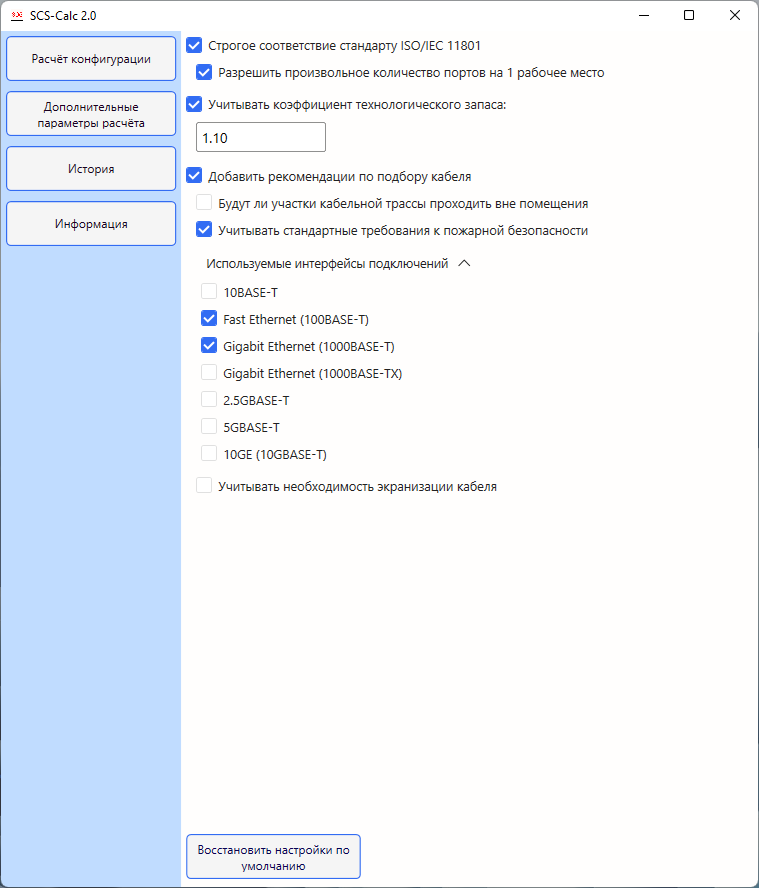 SCS-Calc 2.0
Расчёт конфигурации
Дополнительные
параметры расчёта
История
Информация
Строгое соответствие стандарту ISO/IEC 11801
Разрешить произвольное количество портов на 1 рабочее место
Учитывать коэффициент технологического запаса:
1.10
Добавить рекомендации по подбору кабеля
Будут ли участки кабельной трассы проходить вне помещения
Учитывать стандартные требования к пожарной безопасности
Используемые интерфейсы подключений
10BASE-T
Fast Ethernet (100BASE-T)
Gigabit Ethernet (1000BASE-T)
Gigabit Ethernet (1000BASE-TX)
2.5GBASE-T
5GBASE-T
10GE (10GBASE-T)
Учитывать необходимость экранизации кабеля
Восстановить настройки по
умолчанию